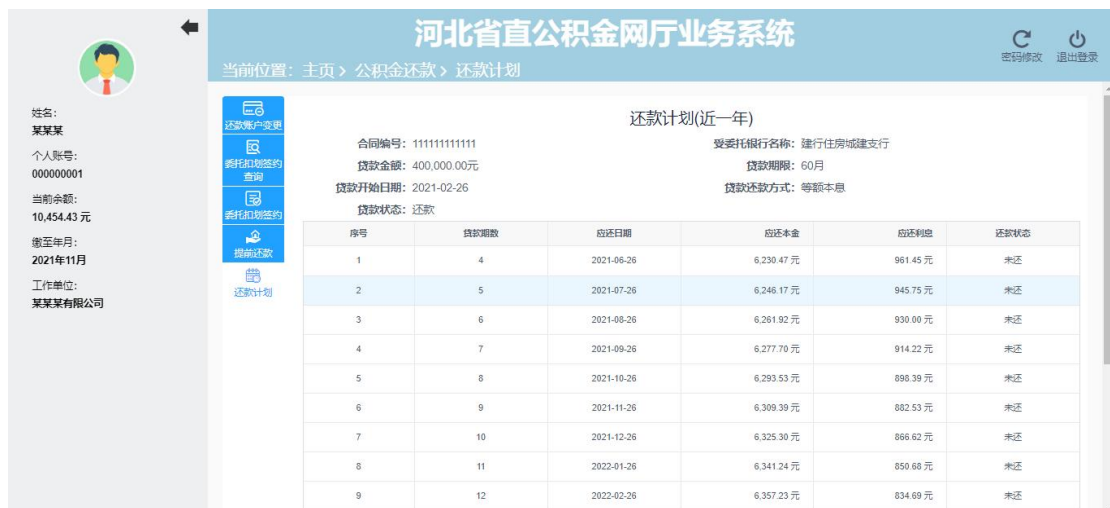 河北省直公积金网厅业务系统
密码修改 退出登录
当前位置：主页 > 公积金还款 > 还款计划
姓名：
某某某
个人账号：
000000001
当前余额：
10,454.43 元
缴至年月：
2021年11月
工作单位：
某某某有限公司
还款账户变更
委托扣划签约
查询
委托扣划签约
提前还款
还款计划
还款计划(近一年)
合同编号：111111111111 受委托银行名称：建行住房城建支行
贷款金额：400,000.00元 贷款期限：60月
贷款开始日期：2021-02-26 贷款还款方式：等额本息
贷款状态：还款
序号 贷款期数 应还日期 应还本金 应还利息 还款状态
1 4 2021-06-26 6,230.47 元 961.45 元 未还
2 5 2021-07-26 6,246.17 元 945.75 元 未还
3 6 2021-08-26 6,261.92 元 930.00 元 未还
4 7 2021-09-26 6,277.70 元 914.22 元 未还
5 8 2021-10-26 6,293.53 元 898.39 元 未还
6 9 2021-11-26 6,309.39 元 882.53 元 未还
7 10 2021-12-26 6,325.30 元 866.62 元 未还
8 11 2022-01-26 6,341.24 元 850.68 元 未还
9 12 2022-02-26 6,357.23 元 834.69 元 未还